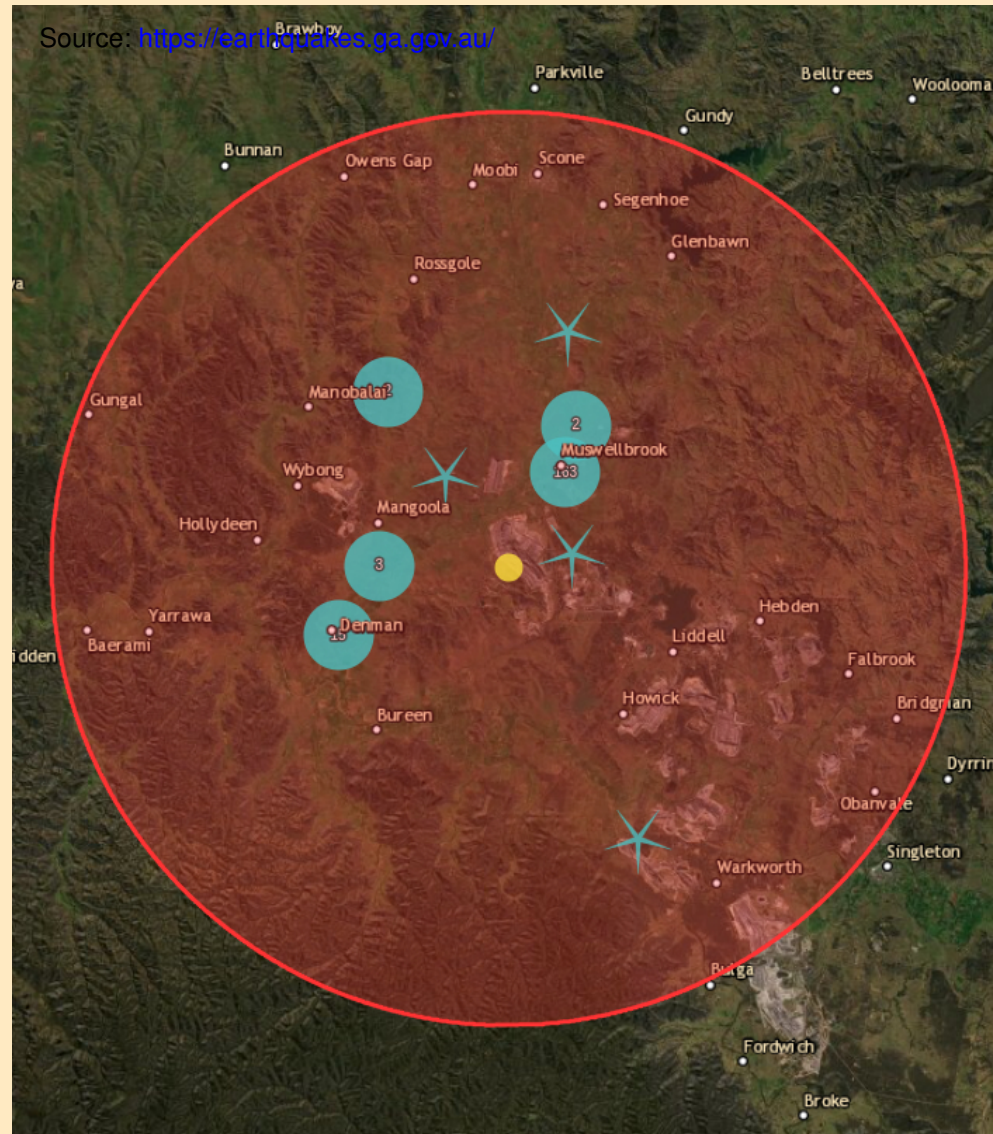 Source: https://earthquakes.ga.gov.au/
Brawboy
Parkville
Belltrees
Woolooma
Gundy
Bunnan
Owens Gap
Moobi
Scone
Segenhoe
Glenbawn
Rossgole
Manobalai
Gungal
2
Muswellbrook
163
Wybong
Mangoola
Hollydeen
3
Yarrawa
Baerami
Denman
15
Hebden
Liddell
Falbrook
Howick
Bridgman
Bureen
Dyrrin
Obanvale
Singleton
Warkworth
Bulga
Fordwich
Broke